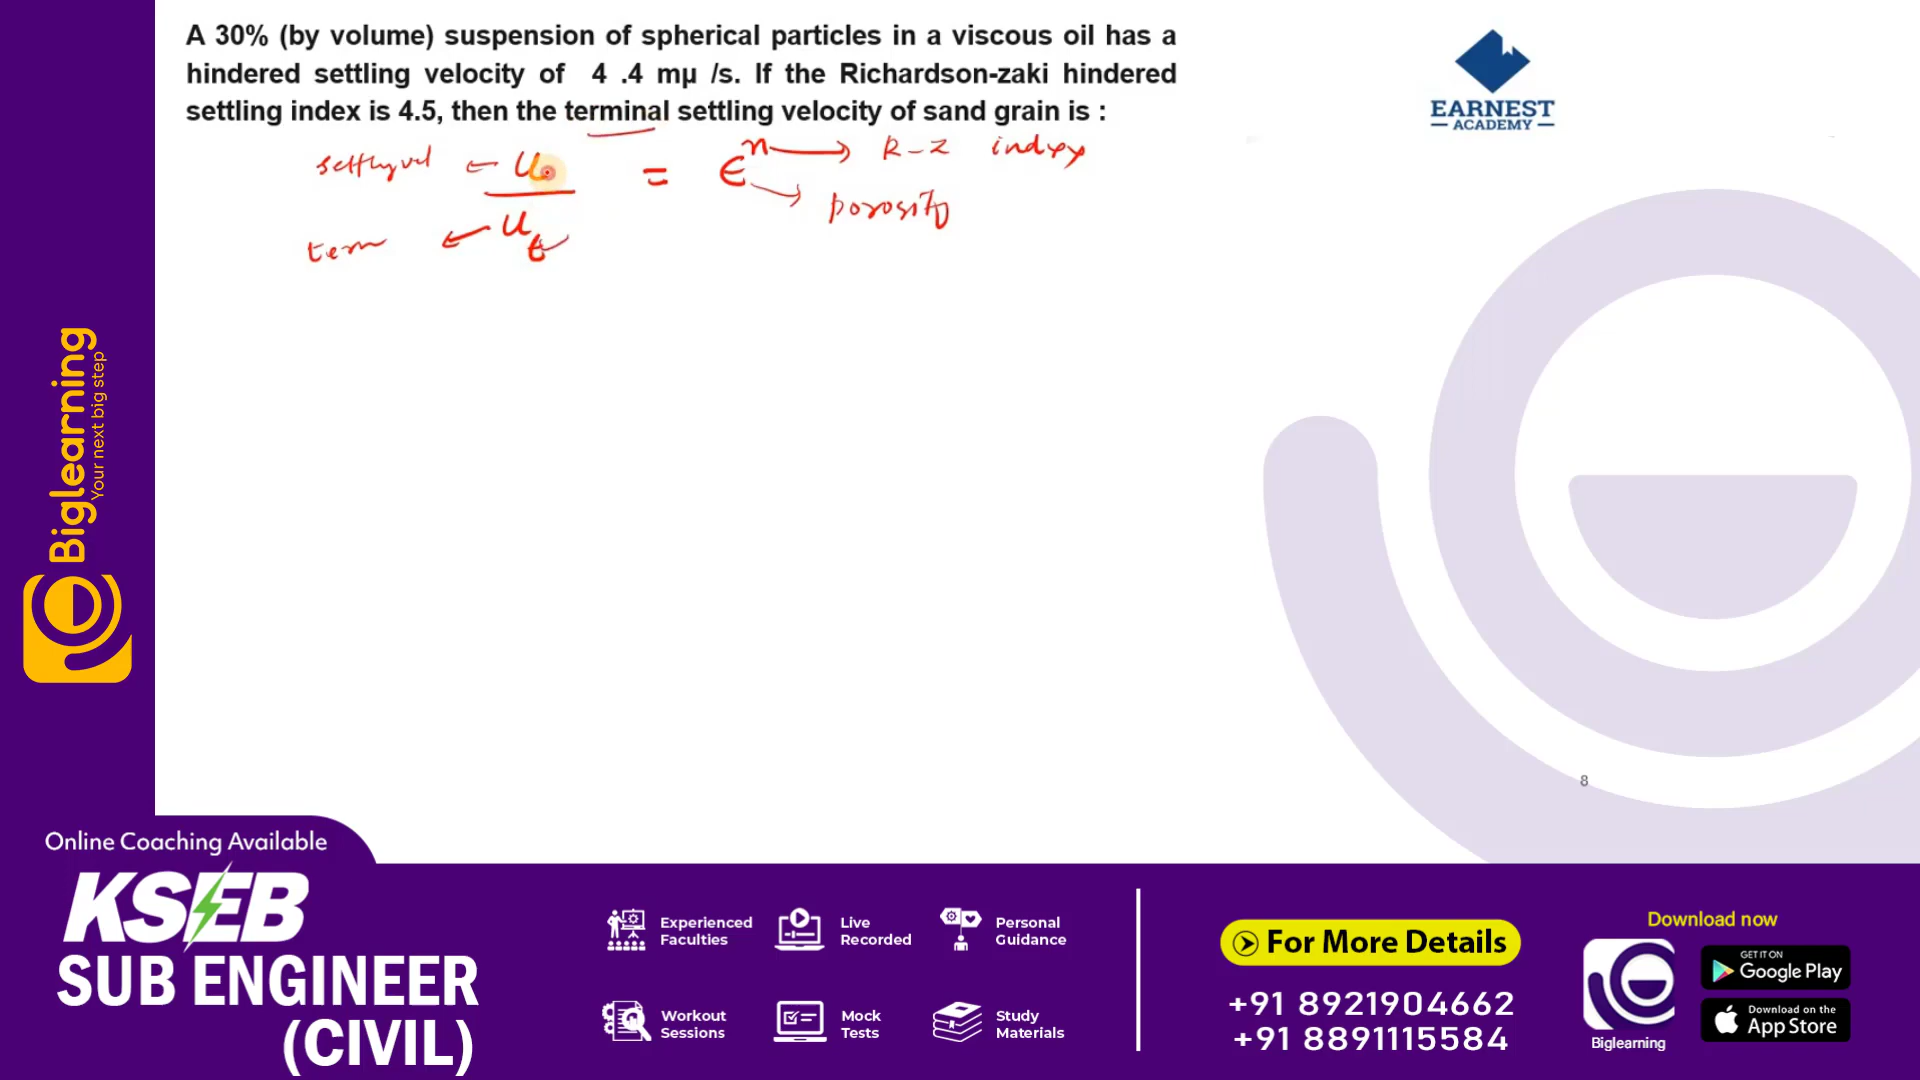 A 30% (by volume) suspension of spherical particles in a viscous oil has a
hindered settling velocity of 4 .4 mμ /s. If the Richardson-zaki hindered
settling index is 4.5, then the terminal settling velocity of sand grain is :
EARNEST
ACADEMY
U₀ / Uₜ = ϵⁿ
R-Z index
porosity
term
Biglearning
Your next big step
8
Online Coaching Available
KSEB
SUB ENGINEER
(CIVIL)
Experienced
Faculties
Live
Recorded
Personal
Guidance
Workout
Sessions
Mock
Tests
Study
Materials
For More Details
+91 8921904662
+91 8891115584
Download now
Biglearning
GET IT ON
Google Play
Download on the
App Store